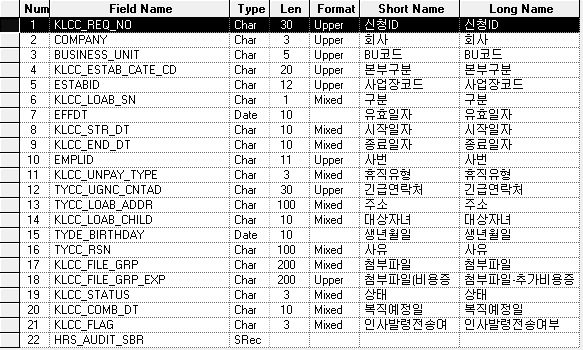 Num Field Name Type Len Format Short Name Long Name
1 KLCC_REQ_NO Char 30 Upper 신청ID 신청ID
2 COMPANY Char 3 Upper 회사 회사
3 BUSINESS_UNIT Char 5 Upper BU코드 BU코드
4 KLCC_ESTAB_CATE_CD Char 20 Upper 본부구분 본부구분
5 ESTABID Char 12 Upper 사업장코드 사업장코드
6 KLCC_LOAB_SN Char 1 Mixed 구분 구분
7 EFFDT Date 10 유효일자 유효일자
8 KLCC_STR_DT Char 10 Mixed 시작일자 시작일자
9 KLCC_END_DT Char 10 Mixed 종료일자 종료일자
10 EMPLID Char 11 Upper 사번 사번
11 KLCC_UNPAY_TYPE Char 3 Mixed 휴직유형 휴직유형
12 TYCC_UGNC_CNTAD Char 30 Upper 긴급연락처 긴급연락처
13 TYCC_LOAB_ADDR Char 100 Mixed 주소 주소
14 KLCC_LOAB_CHILD Char 10 Mixed 대상자녀 대상자녀
15 TYDE_BIRTHDAY Date 10 생년월일 생년월일
16 TYCC_RSN Char 100 Mixed 사유 사유
17 KLCC_FILE_GRP Char 200 Mixed 첨부파일 첨부파일
18 KLCC_FILE_GRP_EXP Char 200 Upper 첨부파일(비용증 첨부파일-추가비용증
19 KLCC_STATUS Char 3 Mixed 상태 상태
20 KLCC_COMB_DT Char 10 Mixed 복직예정일 복직예정일
21 KLCC_FLAG Char 3 Mixed 인사발령전송여 인사발령전송여부
22 HRS_AUDIT_SBR SRec